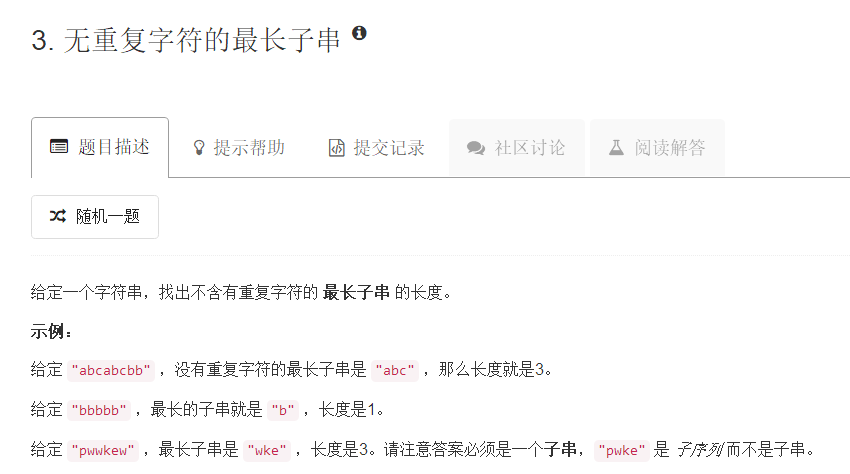 3. 无重复字符的最长子串
题目描述 提示帮助 提交记录 社区讨论 阅读解答
随机一题
给定一个字符串，找出不含有重复字符的 最长子串 的长度。
示例：
给定 "abcabcbb" ，没有重复字符的最长子串是 "abc" ，那么长度就是3。
给定 "bbbbb" ，最长的子串就是 "b" ，长度是1。
给定 "pwwkew" ，最长子串是 "wke" ，长度是3。请注意答案必须是一个子串，"pwke" 是 子序列 而不是子串。